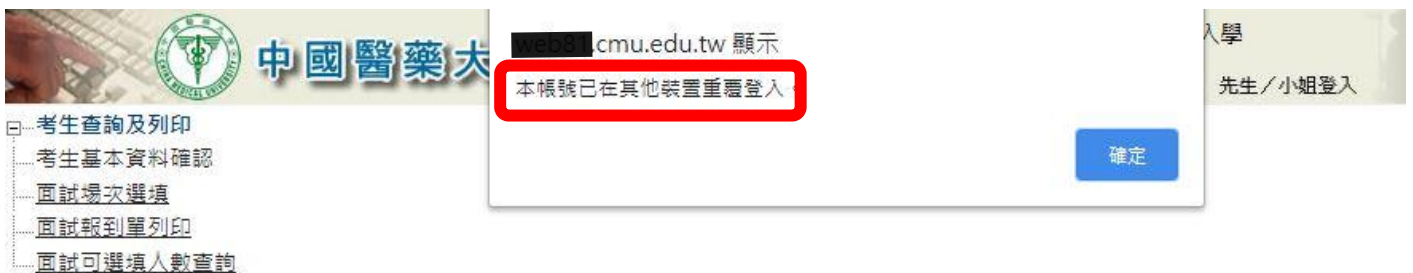 中國醫藥大
.cmu.edu.tw 顯示
本帳號已在其他裝置重覆登入。
確定
入學
先生／小姐登入
考生查詢及列印
考生基本資料確認
面試場次選填
面試報到單列印
面試可選填人數查詢